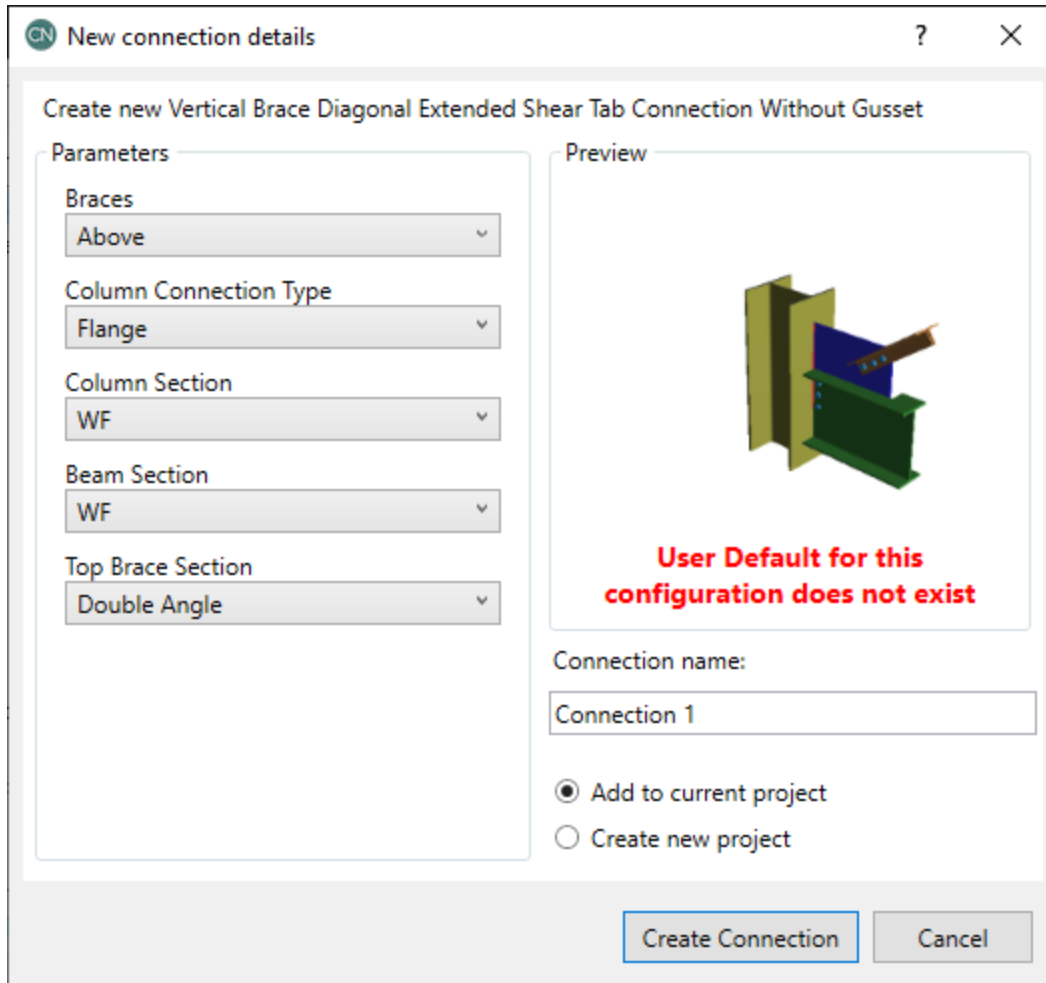 CN New connection details ?
Create new Vertical Brace Diagonal Extended Shear Tab Connection Without Gusset
Parameters
Braces
Above
Column Connection Type
Flange
Column Section
WF
Beam Section
WF
Top Brace Section
Double Angle
Preview
User Default for this
configuration does not exist
Connection name:
Connection 1
Add to current project
Create new project
Create Connection
Cancel